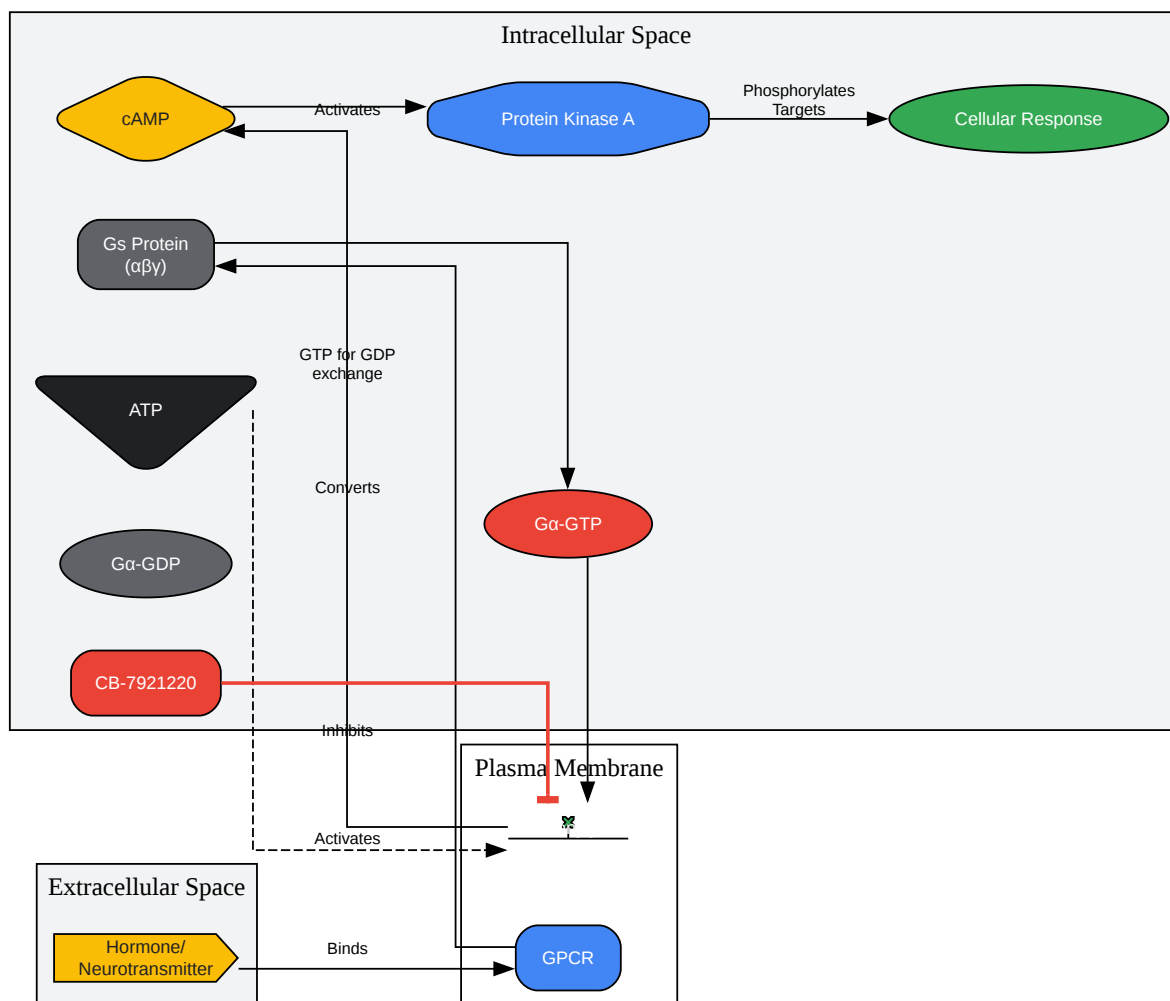 Intracellular Space
cAMP
Activates
Protein Kinase A
Phosphorylates
Targets
Cellular Response
Gs Protein
(αβγ)
GTP for GDP
exchange
ATP
Converts
Gα-GTP
Gα-GDP
CB-7921220
Inhibits
Plasma Membrane
Activates
Extracellular Space
Hormone/
Neurotransmitter
Binds
GPCR